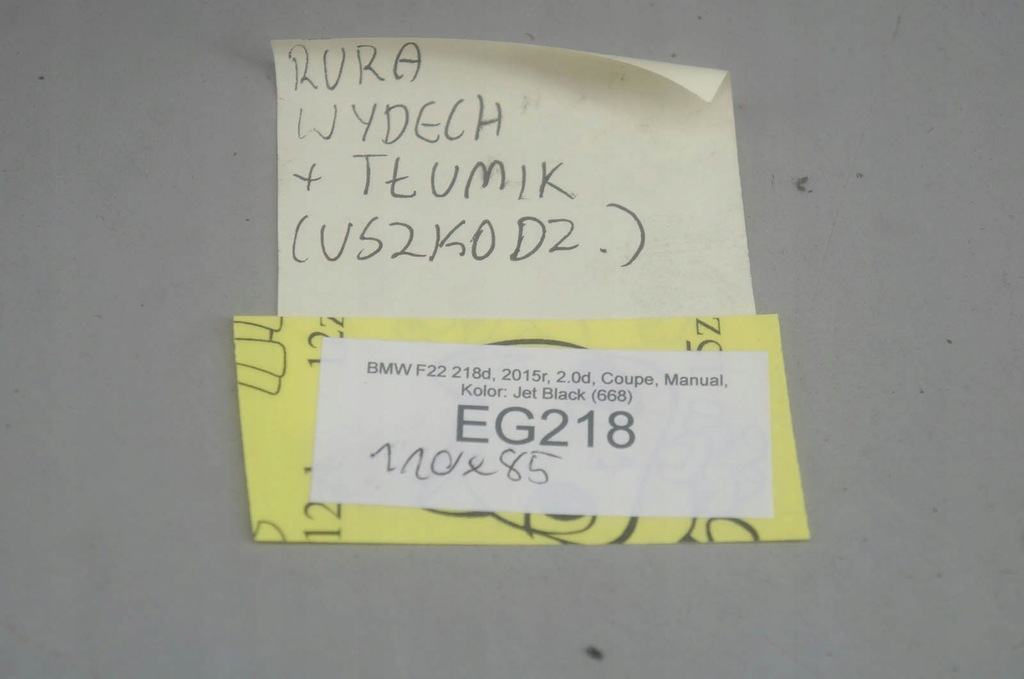 RURA
WYDECH
+ TŁUMIK
(USZKODZ.)
BMW F22 218d, 2015r, 2.0d, Coupe, Manual,
Kolor: Jet Black (668)
EG218
110x85